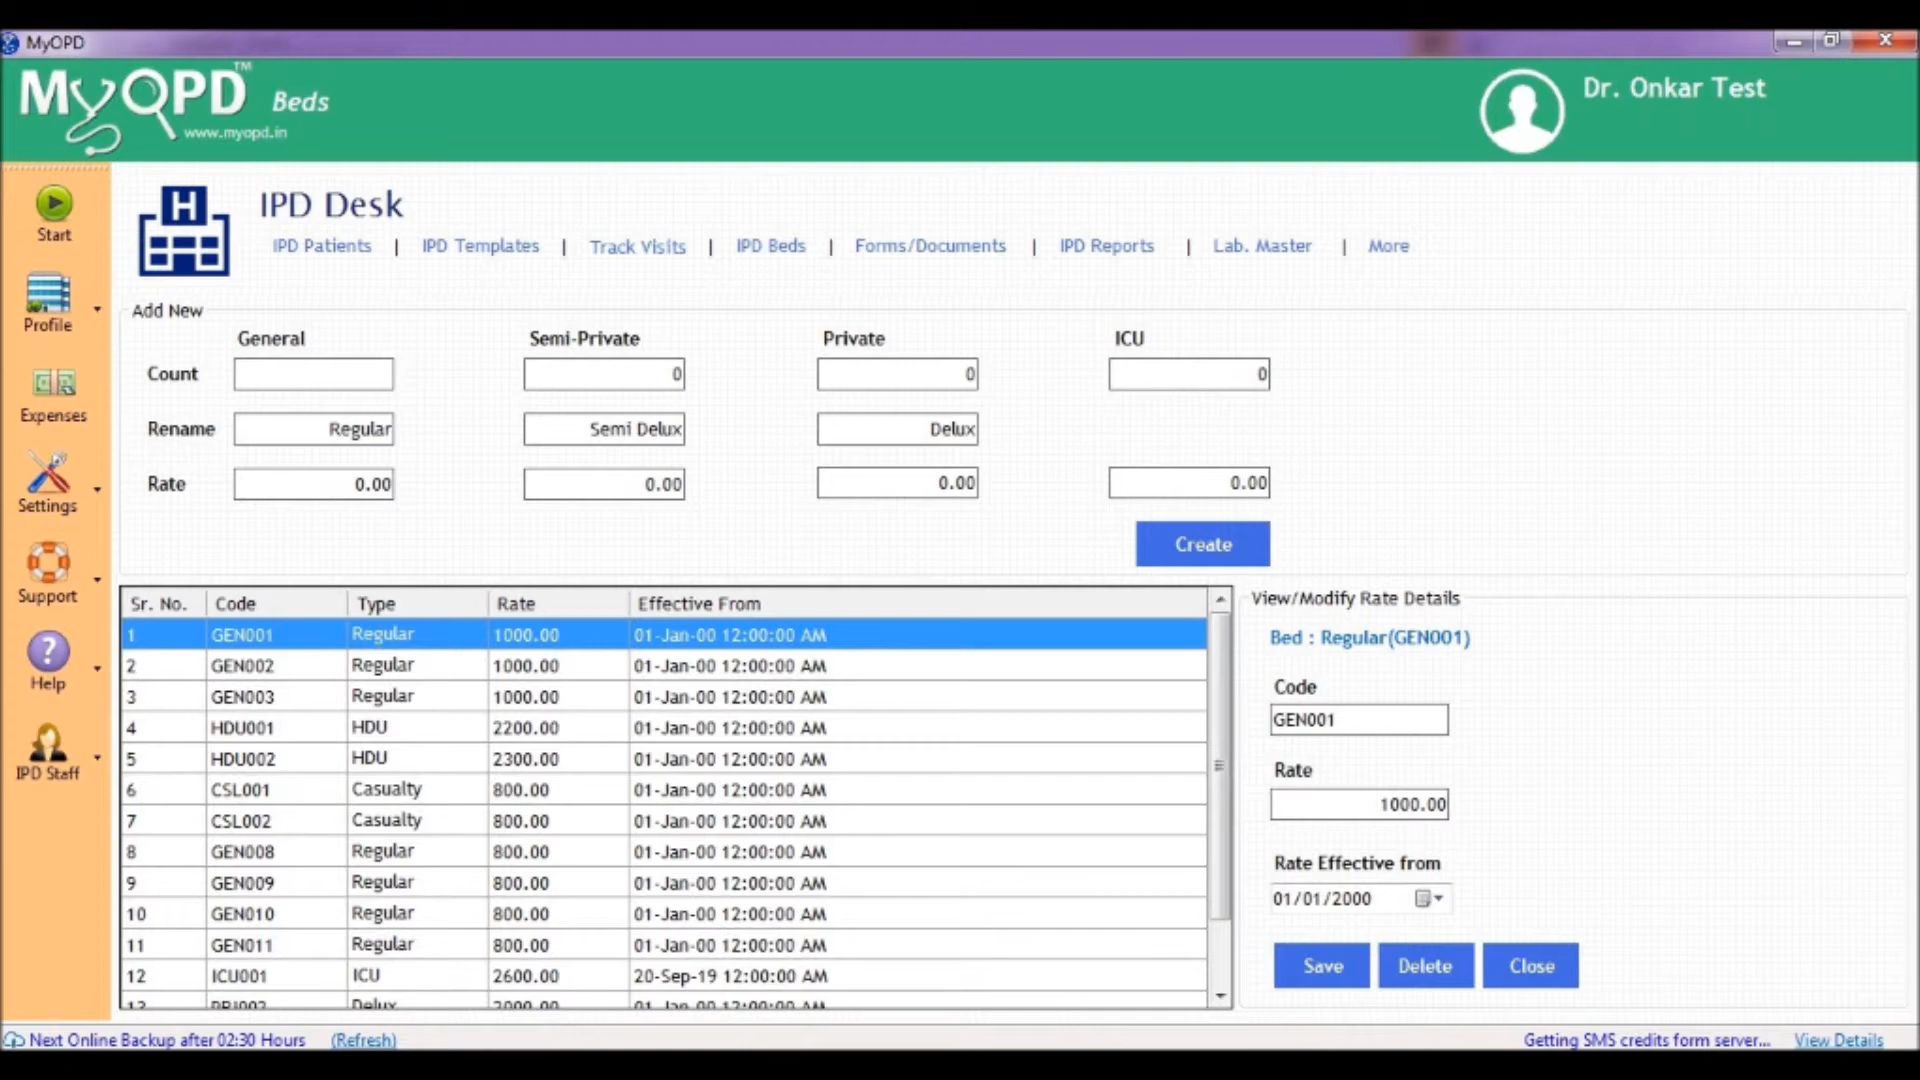 MyOPD
MyOPD™ Beds
www.myopd.in
Dr. Onkar Test
Start
Profile
Expenses
Settings
Support
Help
IPD Staff
IPD Desk
IPD Patients | IPD Templates | Track Visits | IPD Beds | Forms/Documents | IPD Reports | Lab. Master | More
Add New
General Semi-Private Private ICU
Count 0 0 0
Rename Regular Semi Delux Delux
Rate 0.00 0.00 0.00 0.00
Create
Sr. No. Code Type Rate Effective From
1 GEN001 Regular 1000.00 01-Jan-00 12:00:00 AM
2 GEN002 Regular 1000.00 01-Jan-00 12:00:00 AM
3 GEN003 Regular 1000.00 01-Jan-00 12:00:00 AM
4 HDU001 HDU 2200.00 01-Jan-00 12:00:00 AM
5 HDU002 HDU 2300.00 01-Jan-00 12:00:00 AM
6 CSL001 Casualty 800.00 01-Jan-00 12:00:00 AM
7 CSL002 Casualty 800.00 01-Jan-00 12:00:00 AM
8 GEN008 Regular 800.00 01-Jan-00 12:00:00 AM
9 GEN009 Regular 800.00 01-Jan-00 12:00:00 AM
10 GEN010 Regular 800.00 01-Jan-00 12:00:00 AM
11 GEN011 Regular 800.00 01-Jan-00 12:00:00 AM
12 ICU001 ICU 2600.00 20-Sep-19 12:00:00 AM
Delux 01-Jan-00 12:00:00 AM
View/Modify Rate Details
Bed : Regular(GEN001)
Code
GEN001
Rate
1000.00
Rate Effective from
01/01/2000
Save Delete Close
Next Online Backup after 02:30 Hours (Refresh)
Getting SMS credits form server... View Details